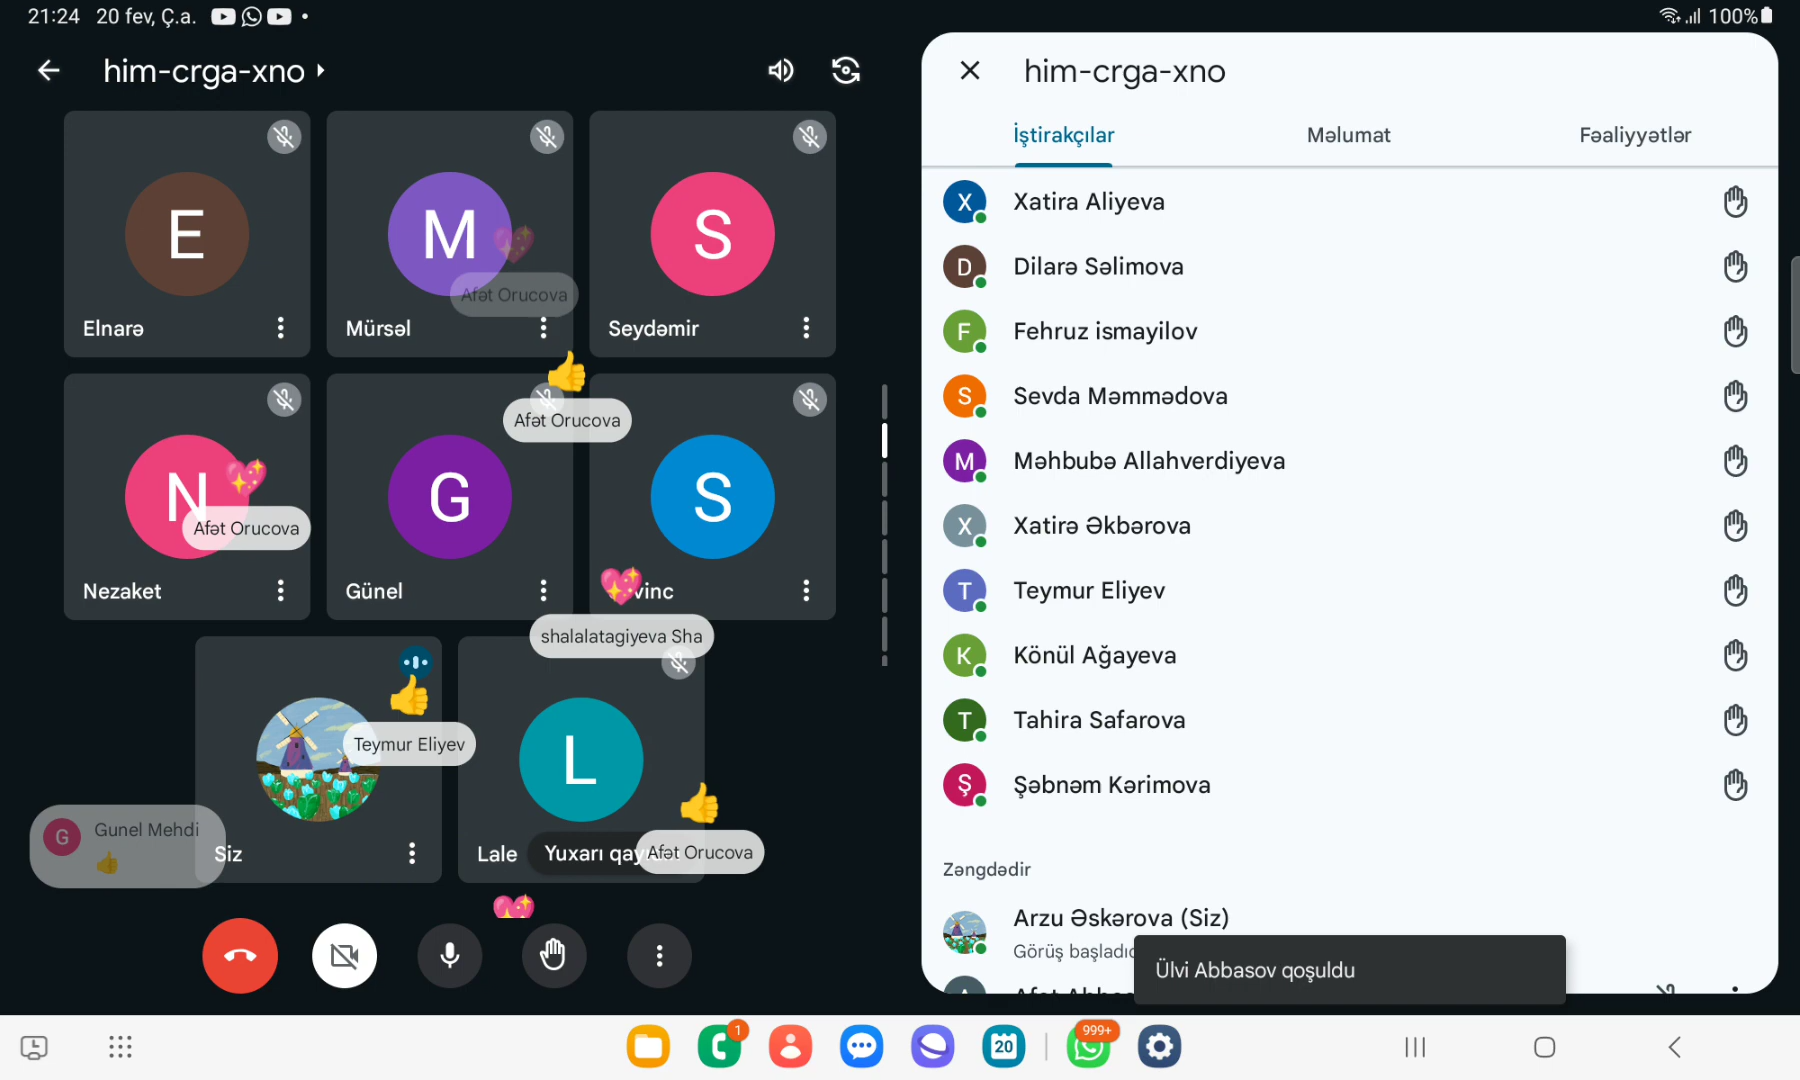 21:24 20 fev, Ç.a.
100%
him-crga-xno
E
Elnarə
M
Afət Orucova
Mürsəl
S
Seydəmir
N
Afət Orucova
Nezaket
Afət Orucova
G
Günel
S
vinc
shalalatagiyeva Sha
Teymur Eliyev
Siz
L
Lale
Yuxarı
Afət Orucova
G
Gunel Mehdi
him-crga-xno
İştirakçılar
Məlumat
Fəaliyyətlər
X
Xatira Aliyeva
D
Dilarə Səlimova
F
Fehruz ismayilov
S
Sevda Məmmədova
M
Məhbubə Allahverdiyeva
X
Xatirə Əkbərova
T
Teymur Eliyev
K
Könül Ağayeva
T
Tahira Safarova
Ş
Şəbnəm Kərimova
Zəngdədir
Arzu Əskərova (Siz)
Görüş
Ülvi Abbasov qoşuldu
1
20
999+